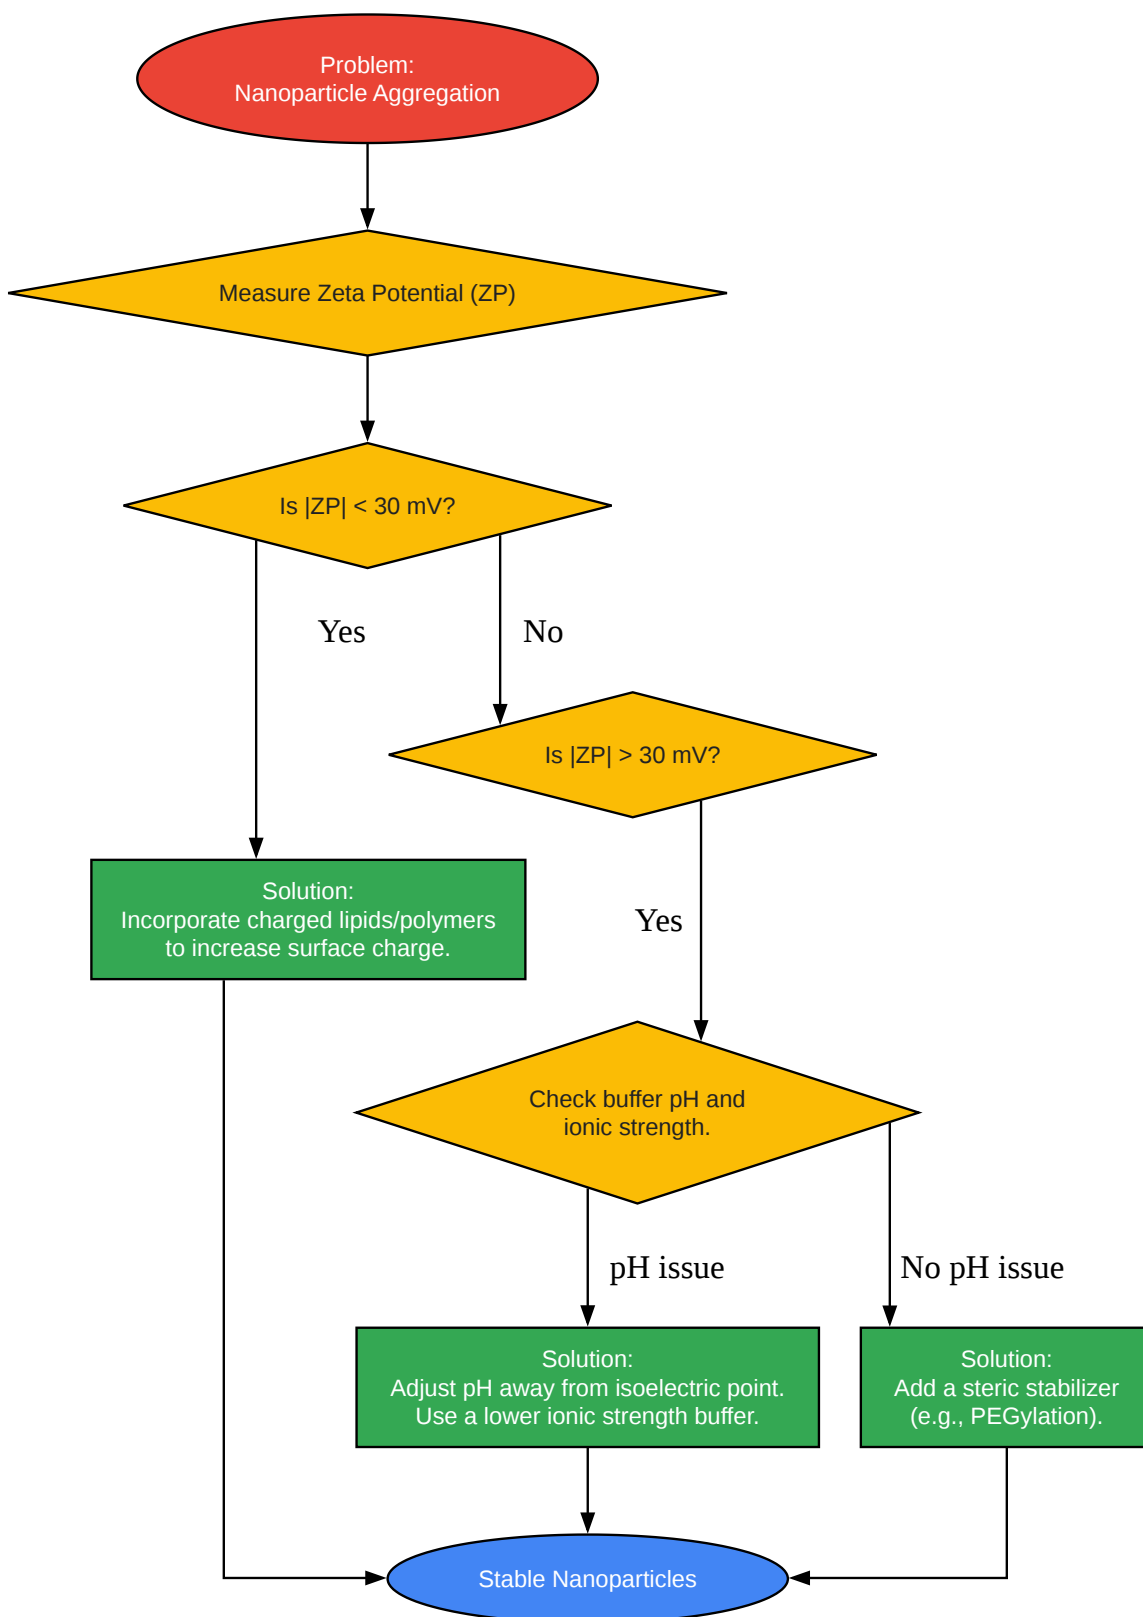 Problem:
Nanoparticle Aggregation
Measure Zeta Potential (ZP)
Is |ZP| < 30 mV?
Yes
No
Is |ZP| > 30 mV?
Solution:
Incorporate charged lipids/polymers
to increase surface charge.
Yes
Check buffer pH and
ionic strength.
pH issue
No pH issue
Solution:
Adjust pH away from isoelectric point.
Use a lower ionic strength buffer.
Solution:
Add a steric stabilizer
(e.g., PEGylation).
Stable Nanoparticles